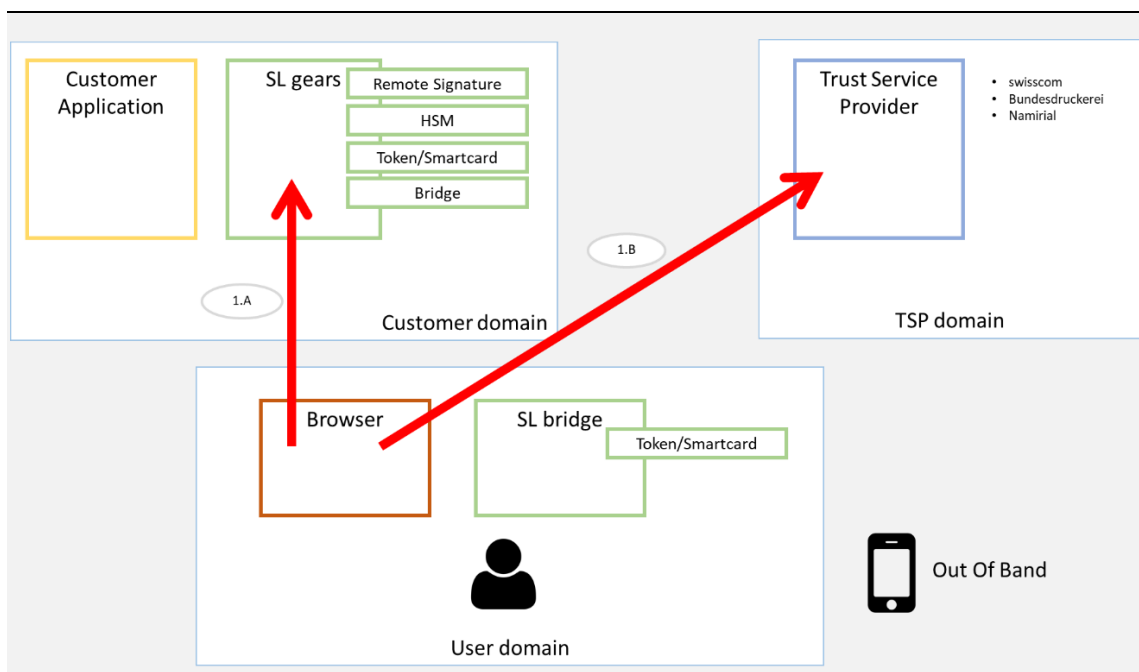 Customer
Application
SL gears
Remote Signature
HSM
Token/Smartcard
Bridge
1.A
Customer domain
Trust Service
Provider
• swisscom
• Bundesdruckerei
• Namirial
1.B
TSP domain
Browser
SL bridge
Token/Smartcard
User domain
Out Of Band